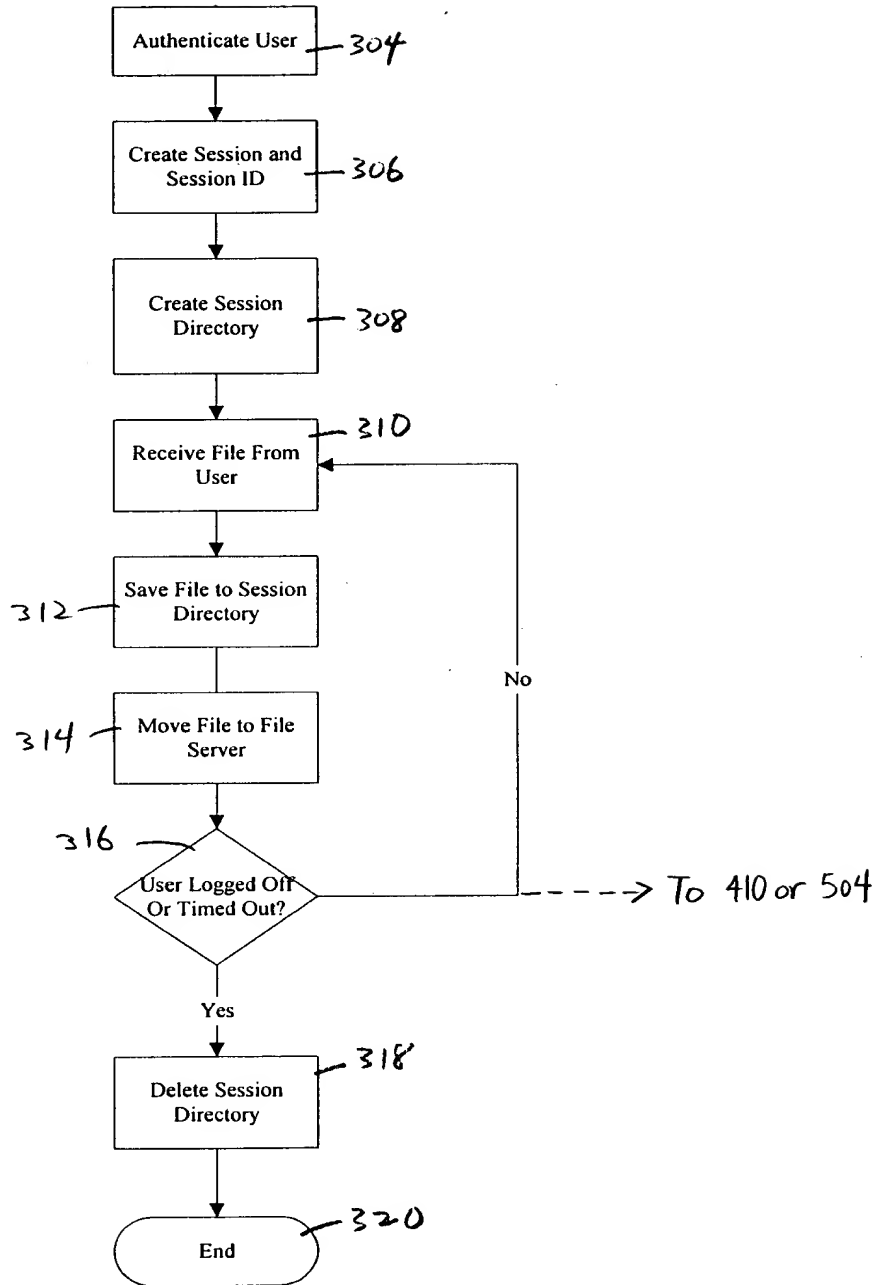 Authenticate User
304
Create Session and
Session ID
306
Create Session
Directory
308
310
Receive File From
User
Save File to Session
Directory
312
No
Move File to File
Server
314
316
User Logged Off
Or Timed Out?
To 410 or 504
Yes
318
Delete Session
Directory
320
End